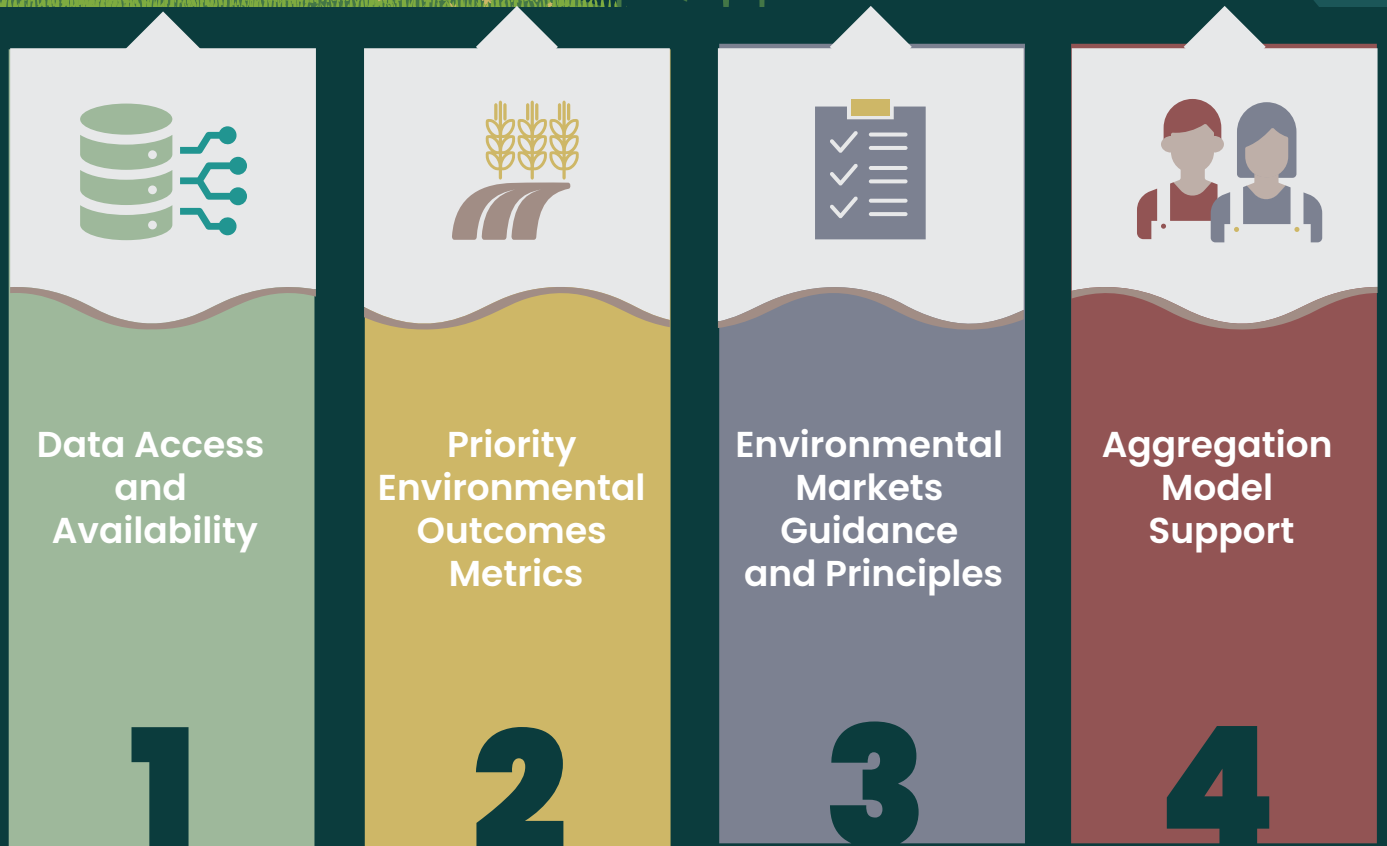 Data Access
and
Availability
1
Priority
Environmental
Outcomes
Metrics
2
Environmental
Markets
Guidance
and Principles
3
Aggregation
Model
Support
4